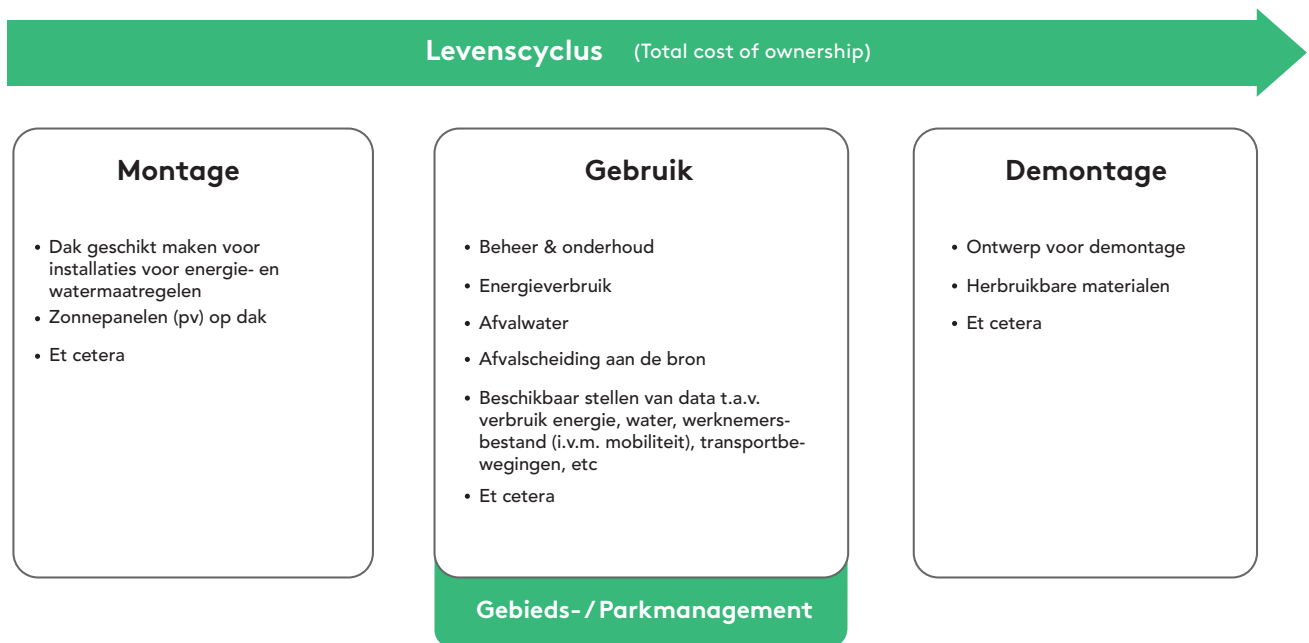 Levenscyclus (Total cost of ownership)
Montage
• Dak geschikt maken voor
installaties voor energie- en
watermaatregelen
• Zonnepanelen (pv) op dak
• Et cetera
Gebruik
• Beheer & onderhoud
• Energieverbruik
• Afvalwater
• Afvalscheiding aan de bron
• Beschikbaar stellen van data t.a.v.
verbruik energie, water, werknemers-
bestand (i.v.m. mobiliteit), transportbe-
wegingen, etc
• Et cetera
Gebieds- / Parkmanagement
Demontage
• Ontwerp voor demontage
• Herbruikbare materialen
• Et cetera